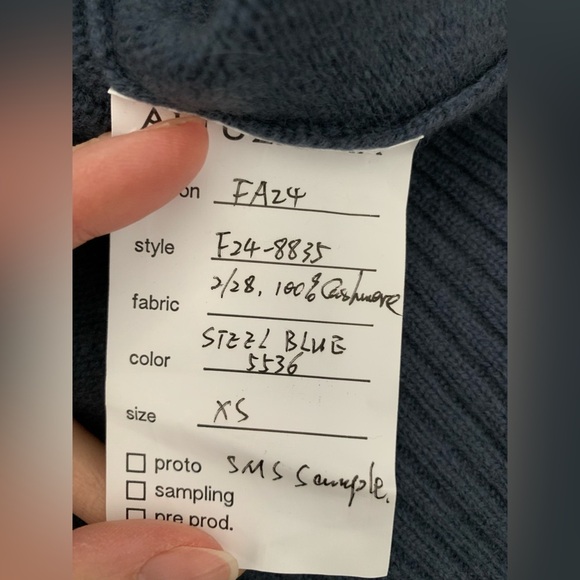 on FA24
style F24-8835
fabric 2/28, 100% Cashmere
color STEEL BLUE
5536
size XS
proto SMS Sample.
sampling
pre prod.